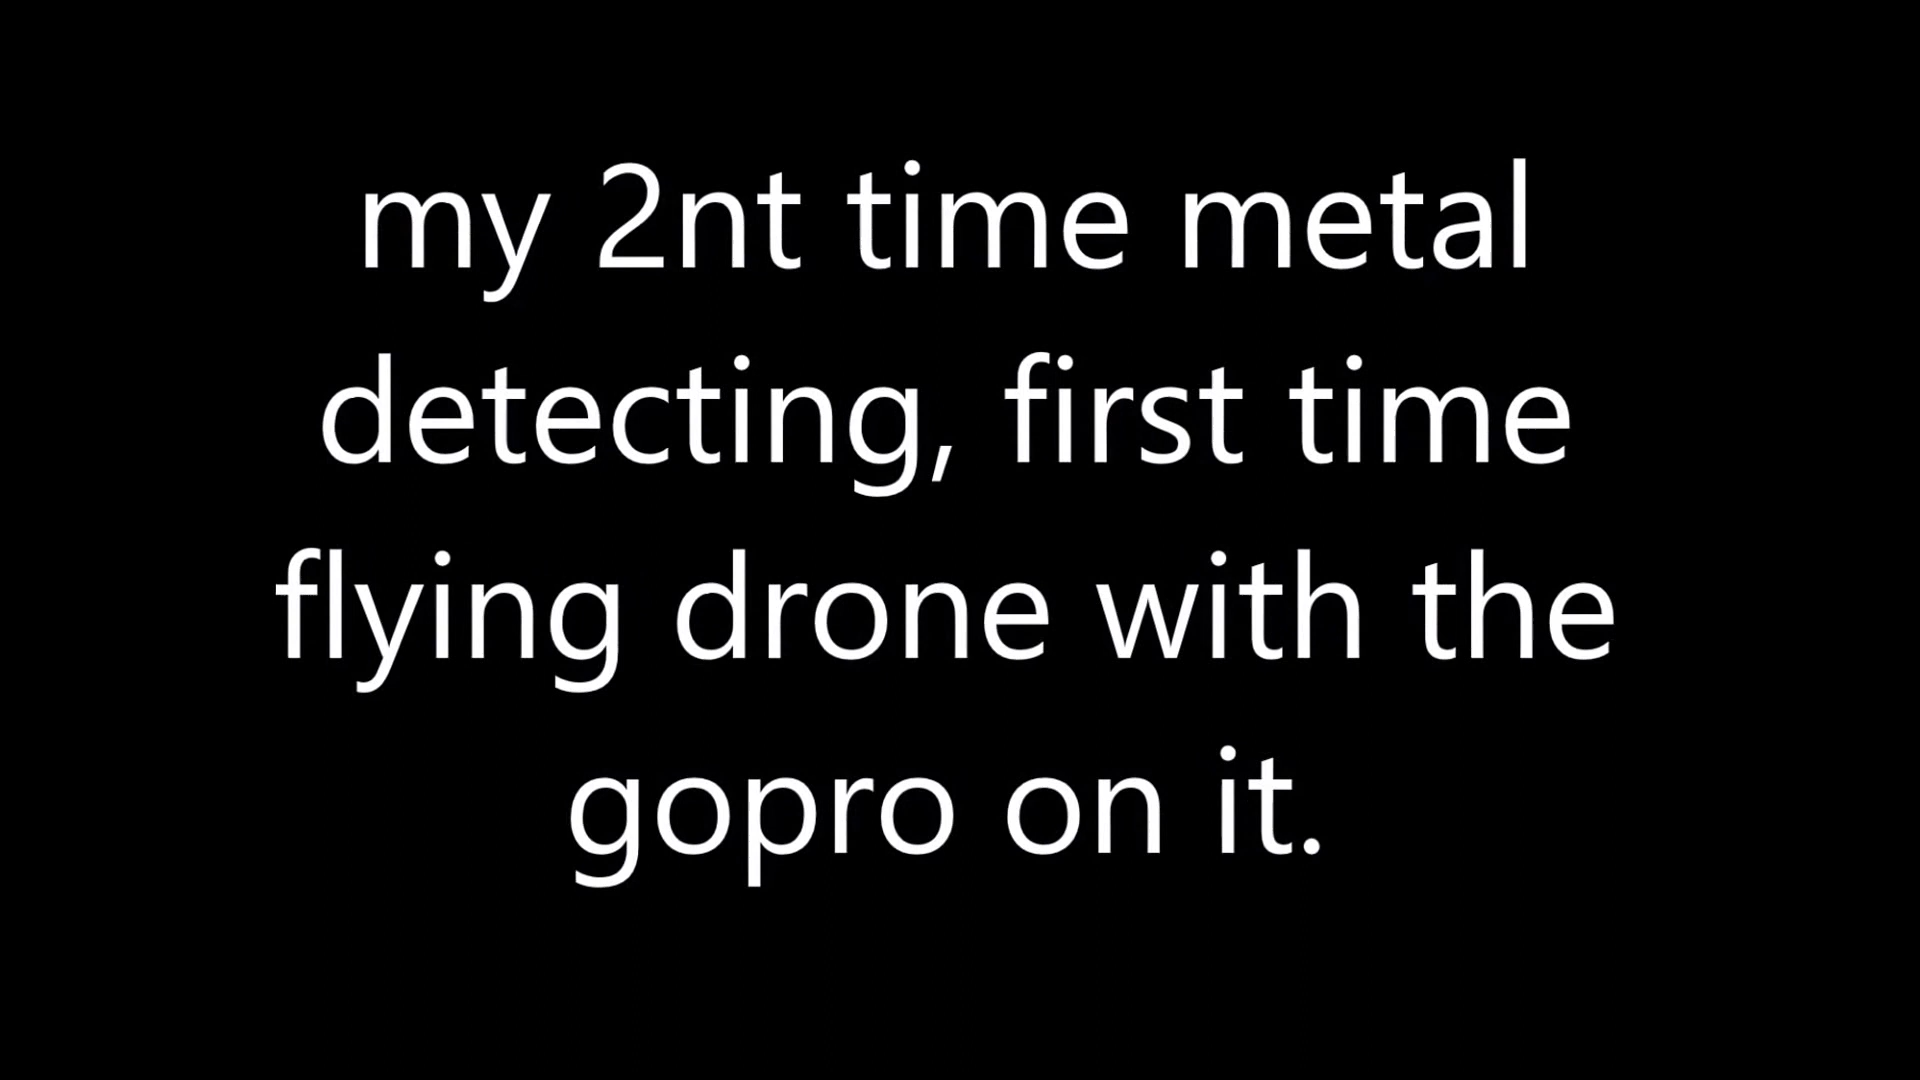 my 2nt time metal
detecting, first time
flying drone with the
gopro on it.